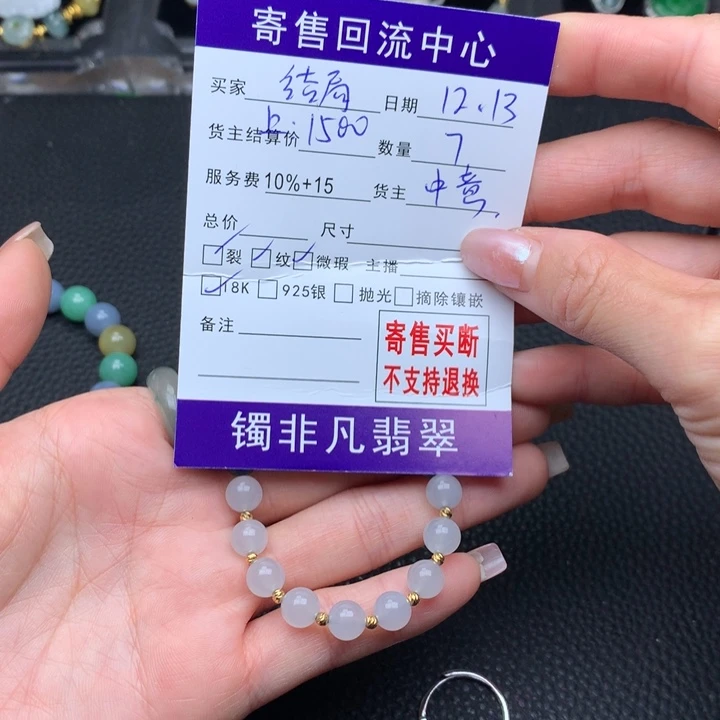 寄售回流中心
买家 结局 日期 12.13
货主结算价 b.1500 数量 7
服务费 10%+15 货主 中意
总价 尺寸
裂 纹 微瑕 主播
18K 925银 抛光 摘除镶嵌
备注
寄售买断
不支持退换
镯非凡翡翠